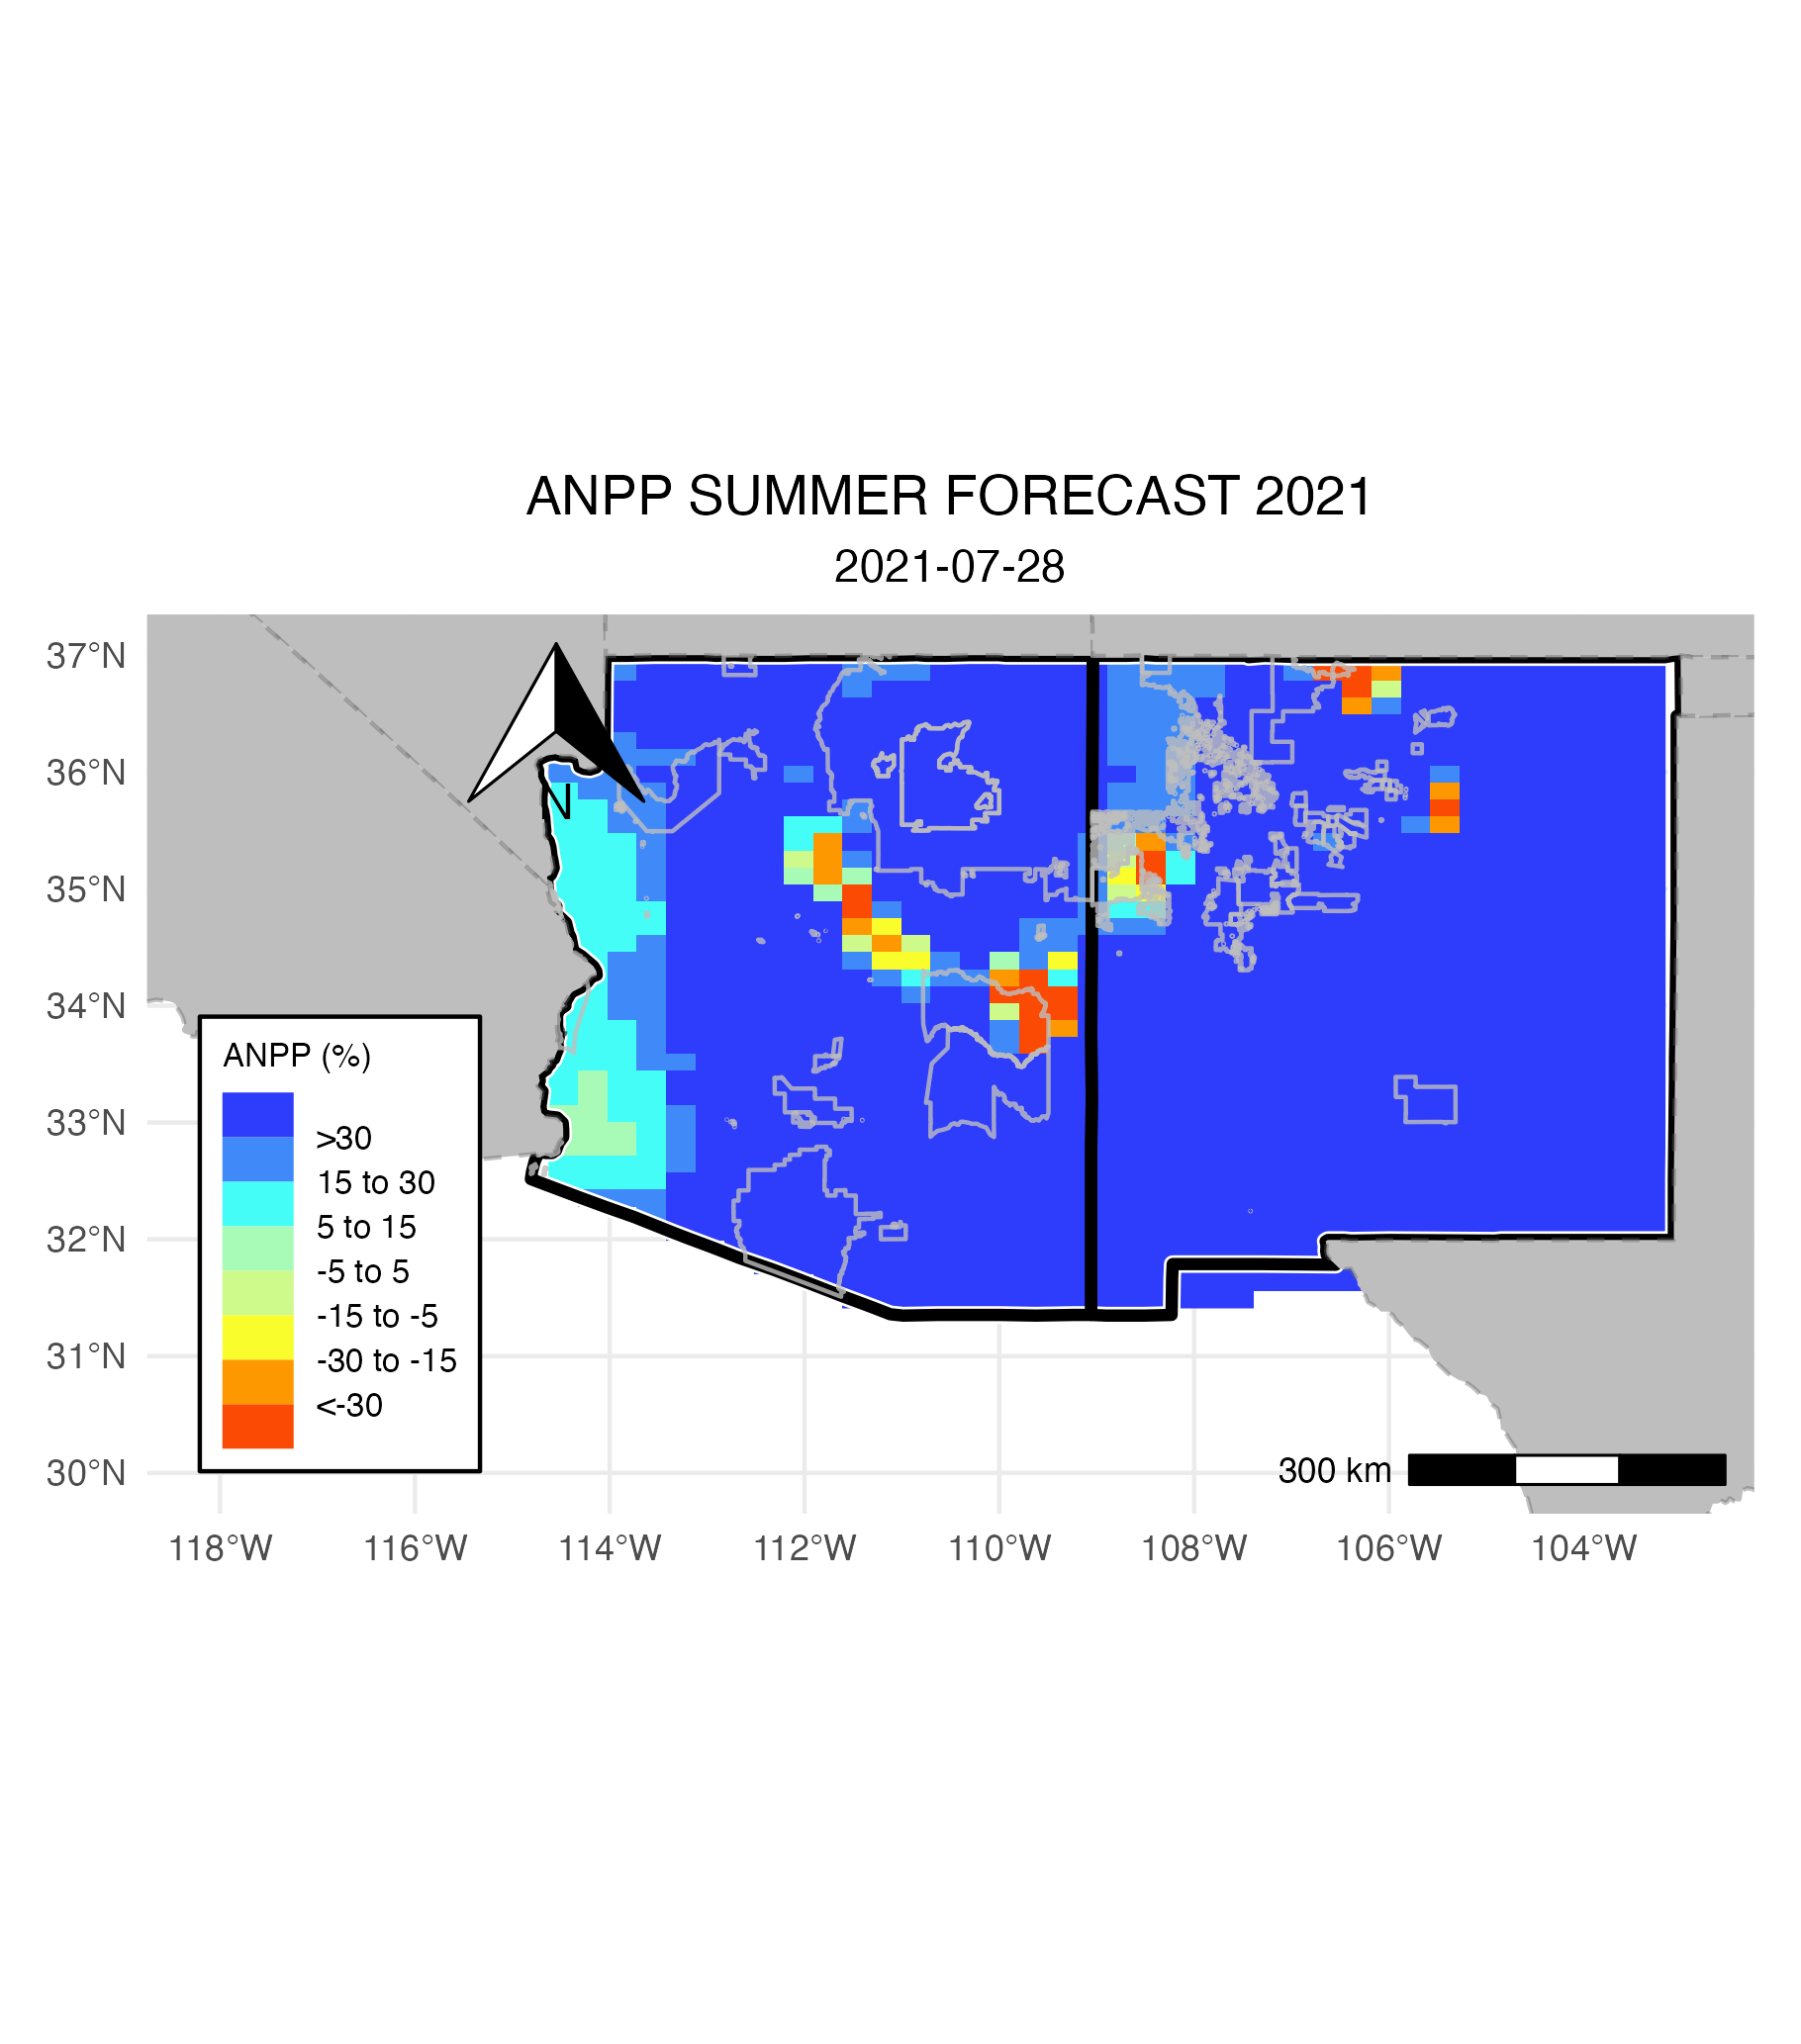 ANPP SUMMER FORECAST 2021
2021-07-28
37°N
36°N
35°N
34°N
33°N
32°N
31°N
30°N
N
ANPP (%)
>30
15 to 30
5 to 15
-5 to 5
-15 to -5
-30 to -15
<-30
300 km
118°W 116°W 114°W 112°W 110°W 108°W 106°W 104°W